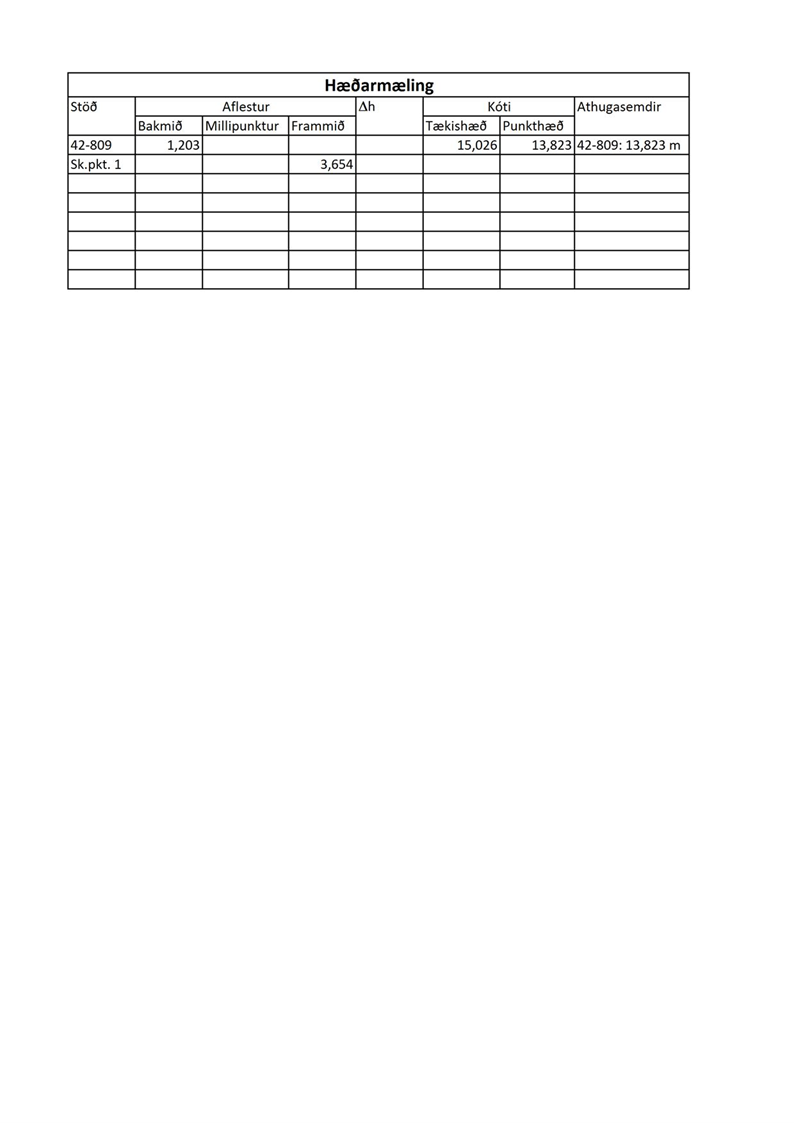 Hæðarmæling
Stöð Aflestur Δh Kóti Athugasemdir
Bakmið Millipunktur Frammið Tækishæð Punkthæð
42-809 1,203 15,026 13,823 42-809: 13,823 m
Sk.pkt. 1 3,654